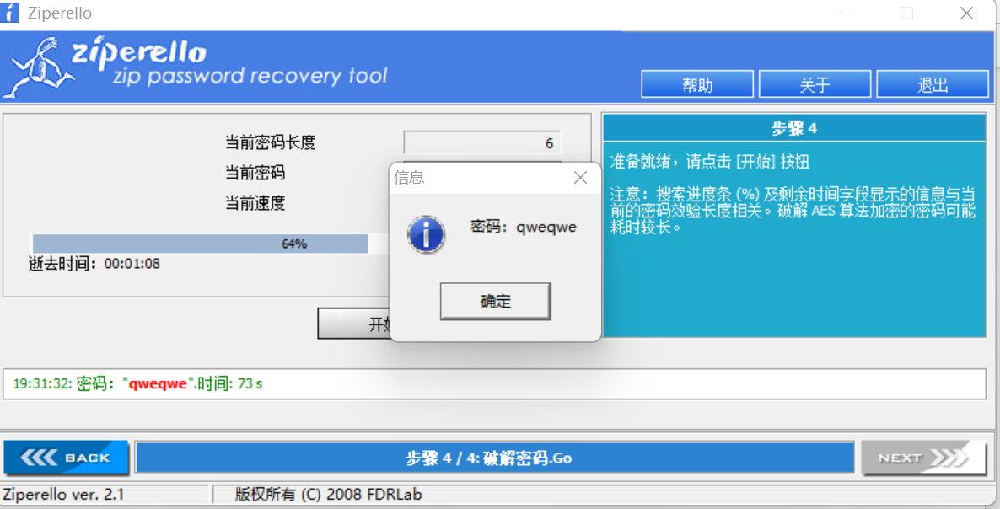 Ziperello
ziperello
zip password recovery tool
帮助
关于
退出
当前密码长度
6
当前密码
当前速度
64%
逝去时间：00:01:08
开始
信息
密码：qweqwe
确定
步骤 4
准备就绪，请点击 [开始] 按钮
注意：搜索进度条 (%) 及剩余时间字段显示的信息与当
前的密码效验长度相关。破解 AES 算法加密的密码可能
耗时较长。
19:31:32: 密码："qweqwe".时间: 73 s
BACK
步骤 4 / 4: 破解密码.Go
NEXT
Ziperello ver. 2.1
版权所有 (C) 2008 FDRLab